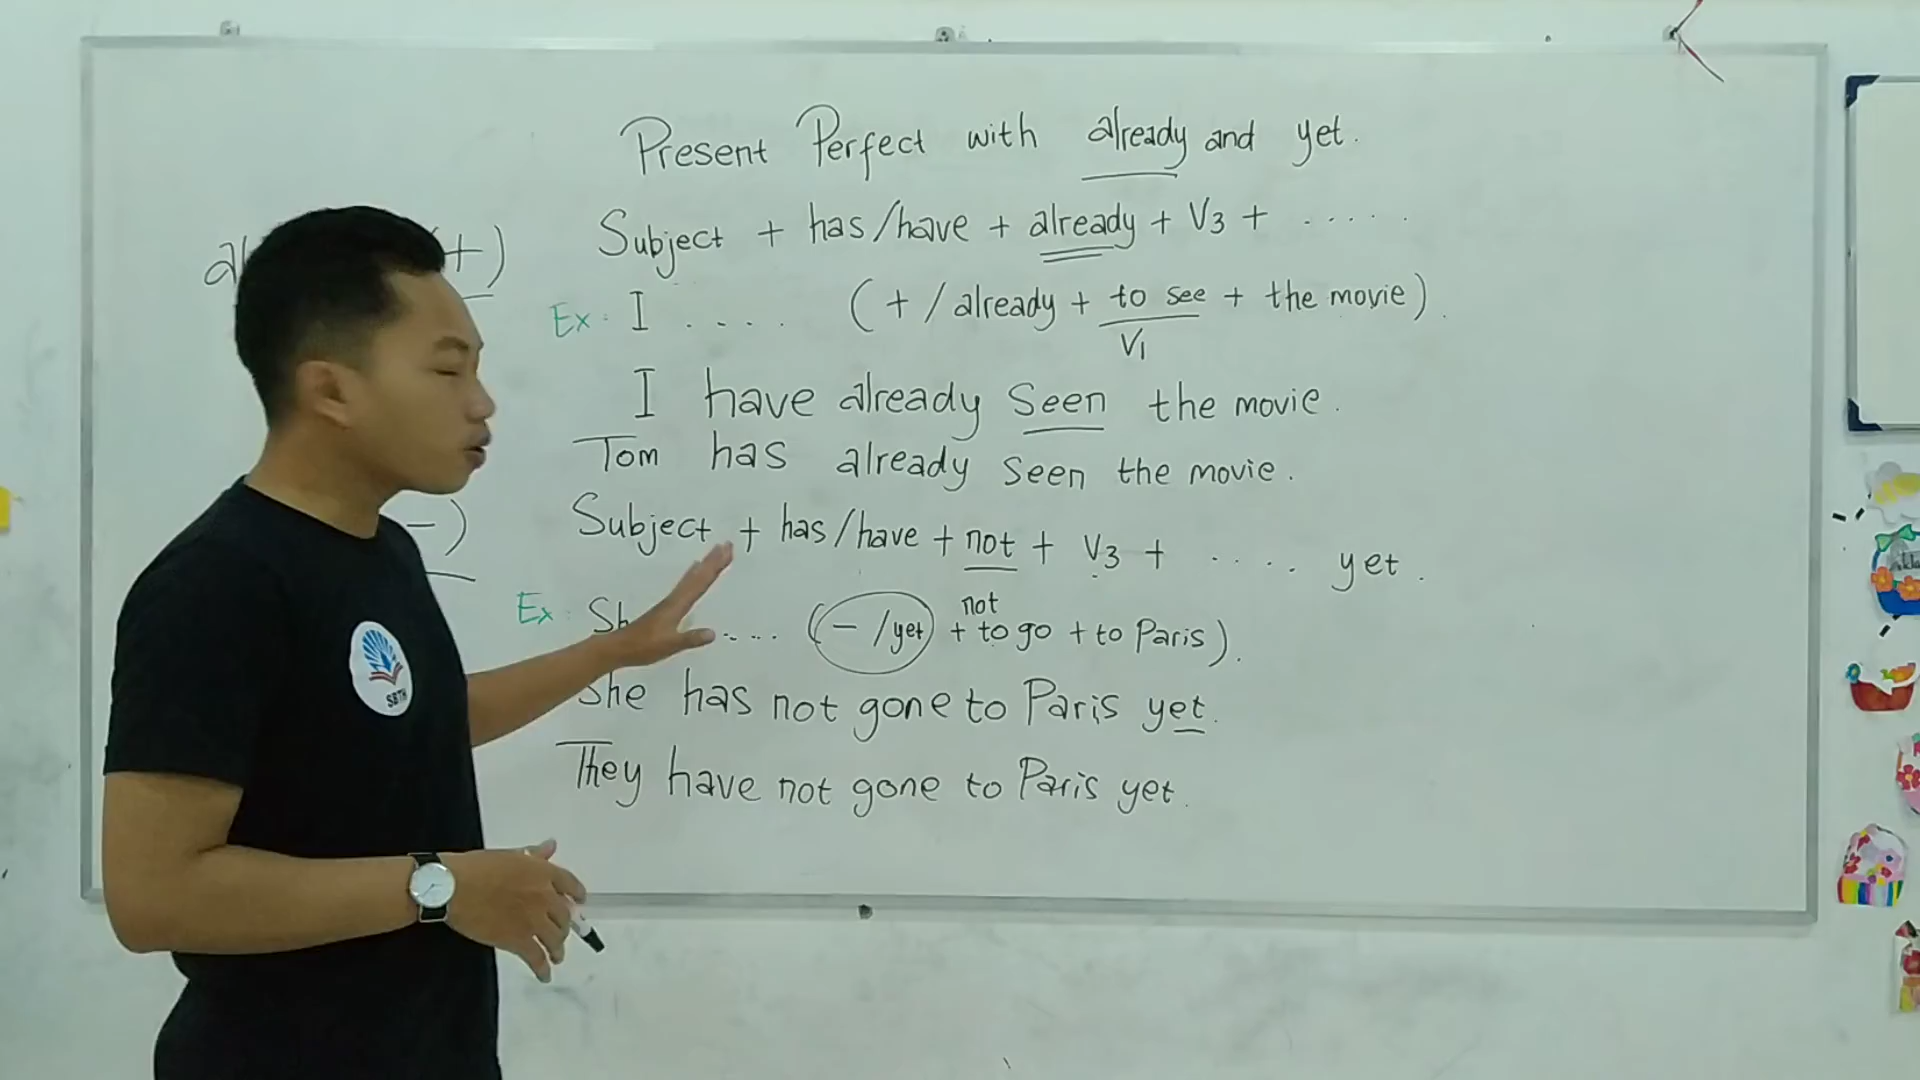 Present Perfect with already and yet.
Subject + has/have + already + V3 + .....
(+)
Ex: I .... (+ / already + to see + the movie).
V1
I have already seen the movie.
Tom has already seen the movie.
Subject + has/have + not + V3 + ..... yet.
-)
not
Ex: .... (- /yet + to go + to Paris).
She has not gone to Paris yet.
They have not gone to Paris yet.
SBTH